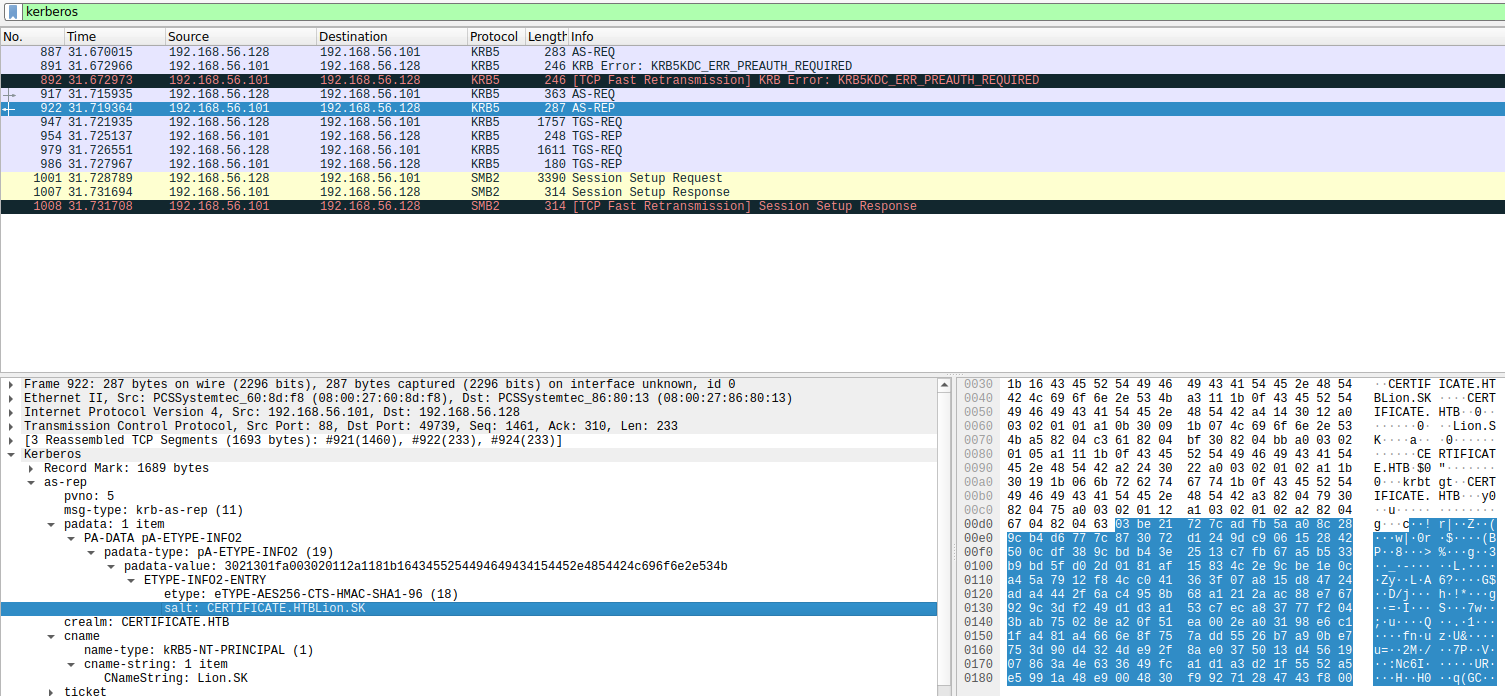 kerberos
No. Time Source Destination Protocol Length Info
887 31.670015 192.168.56.128 192.168.56.101 KRB5 283 AS-REQ
891 31.672966 192.168.56.101 192.168.56.128 KRB5 246 KRB Error: KRB5KDC_ERR_PREAUTH_REQUIRED
892 31.672973 192.168.56.101 192.168.56.128 KRB5 246 [TCP Fast Retransmission] KRB Error: KRB5KDC_ERR_PREAUTH_REQUIRED
917 31.715935 192.168.56.128 192.168.56.101 KRB5 363 AS-REQ
922 31.719364 192.168.56.101 192.168.56.128 KRB5 287 AS-REP
947 31.721935 192.168.56.128 192.168.56.101 KRB5 1757 TGS-REQ
954 31.725137 192.168.56.101 192.168.56.128 KRB5 248 TGS-REP
979 31.726551 192.168.56.128 192.168.56.101 KRB5 1611 TGS-REQ
986 31.727967 192.168.56.101 192.168.56.128 KRB5 180 TGS-REP
1001 31.728789 192.168.56.128 192.168.56.101 SMB2 3390 Session Setup Request
1007 31.731694 192.168.56.101 192.168.56.128 SMB2 314 Session Setup Response
1008 31.731708 192.168.56.101 192.168.56.128 SMB2 314 [TCP Fast Retransmission] Session Setup Response
Frame 922: 287 bytes on wire (2296 bits), 287 bytes captured (2296 bits) on interface unknown, id 0
Ethernet II, Src: PCSSystemtec_60:8d:f8 (08:00:27:60:8d:f8), Dst: PCSSystemtec_86:80:13 (08:00:27:86:80:13)
Internet Protocol Version 4, Src: 192.168.56.101, Dst: 192.168.56.128
Transmission Control Protocol, Src Port: 88, Dst Port: 49739, Seq: 1461, Ack: 310, Len: 233
[3 Reassembled TCP Segments (1693 bytes): #921(1460), #922(233), #924(233)]
Kerberos
Record Mark: 1689 bytes
as-rep
pvno: 5
msg-type: krb-as-rep (11)
padata: 1 item
PA-DATA pA-ETYPE-INFO2
padata-type: pA-ETYPE-INFO2 (19)
padata-value: 3021301fa003020112a1181b1643455254494649434154452e4854424c696f6e2e534b
ETYPE-INFO2-ENTRY
etype: eTYPE-AES256-CTS-HMAC-SHA1-96 (18)
salt: CERTIFICATE.HTBLion.SK
crealm: CERTIFICATE.HTB
cname
name-type: kRB5-NT-PRINCIPAL (1)
cname-string: 1 item
CNameString: Lion.SK
ticket
0030 1b 16 43 45 52 54 49 46 49 43 41 54 45 2e 48 54 ··CERTIF ICATE.HT
0040 42 4c 69 6f 6e 2e 53 4b a3 11 1b 0f 43 45 52 54 BLion.SK ····CERT
0050 49 46 49 43 41 54 45 2e 48 54 42 a4 14 30 12 a0 IFICATE. HTB··0··
0060 03 02 01 01 a1 0b 30 09 1b 07 4c 69 6f 6e 2e 53 ······0· ··Lion.S
0070 4b a5 82 04 c3 61 82 04 bf 30 82 04 bb a0 03 02 K····a·· ·0······
0080 01 05 a1 11 1b 0f 43 45 52 54 49 46 49 43 41 54 ······CE RTIFICAT
0090 45 2e 48 54 42 a2 24 30 22 a0 03 02 01 02 a1 1b E.HTB·$0 "·······
00a0 30 19 1b 06 6b 72 62 74 67 74 1b 0f 43 45 52 54 0···krbt gt··CERT
00b0 49 46 49 43 41 54 45 2e 48 54 42 a3 82 04 79 30 IFICATE. HTB···y0
00c0 82 04 75 a0 03 02 01 12 a1 03 02 01 02 a2 82 04 ··u····· ········
00d0 67 04 82 04 63 03 be 21 72 7c ad fb 5a a0 8c 28 g···c··! r|··Z··(
00e0 9c b4 d6 77 7c 87 30 72 d1 24 9d c9 06 15 28 42 ···w|·0r ·$····(B
00f0 50 0c df 38 9c bd b4 3e 25 13 c7 fb 67 a5 b5 33 P··8···> %···g··3
0100 b9 bd 5f d0 2d 01 81 af 15 83 4c 2e 9c be 1e 0c ··_·-··· ··L.····
0110 a4 5a 79 12 f8 4c c0 41 36 3f 07 a8 15 d8 47 24 ·Zy··L·A 6?····G$
0120 ad a4 44 2f 6a c4 95 8b 68 a1 21 2a ac 88 e7 67 ··D/j··· h·!*···g
0130 92 9c 3d f2 49 d1 d3 a1 53 c7 ec a8 37 77 f2 04 ··=·I··· S···7w··
0140 3b ab 75 02 8e a2 0f 51 ea 00 2e a0 31 98 e6 c1 ;·u····Q ··.·1···
0150 1f a4 81 a4 66 6e 8f 75 7a dd 55 26 b7 a9 0b e7 ····fn·u z·U&····
0160 75 3d 90 d4 32 4d e9 2f 8a e0 37 50 13 d4 56 19 u=··2M·/ ··7P··V·
0170 07 86 3a 4e 63 36 49 fc a1 d1 a3 d2 1f 55 52 a5 ··:Nc6I· ·····UR·
0180 e5 99 1a 48 e9 00 48 30 f9 92 71 28 47 43 f8 00 ···H··H0 ··q(GC··